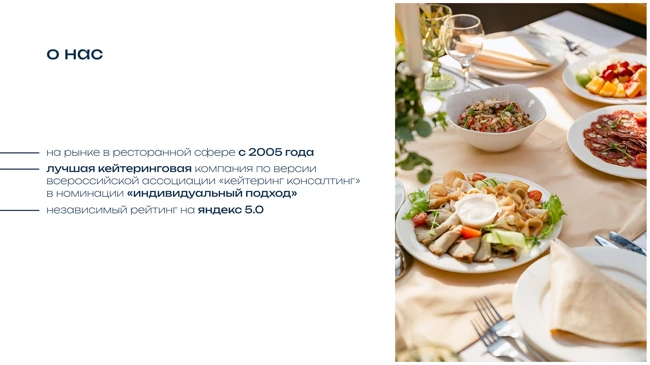 о нас
на рынке в ресторанной сфере с 2005 года
лучшая кейтеринговая компания по версии
всероссийской ассоциации «кейтеринг консалтинг»
в номинации «индивидуальный подход»
независимый рейтинг на яндекс 5.0